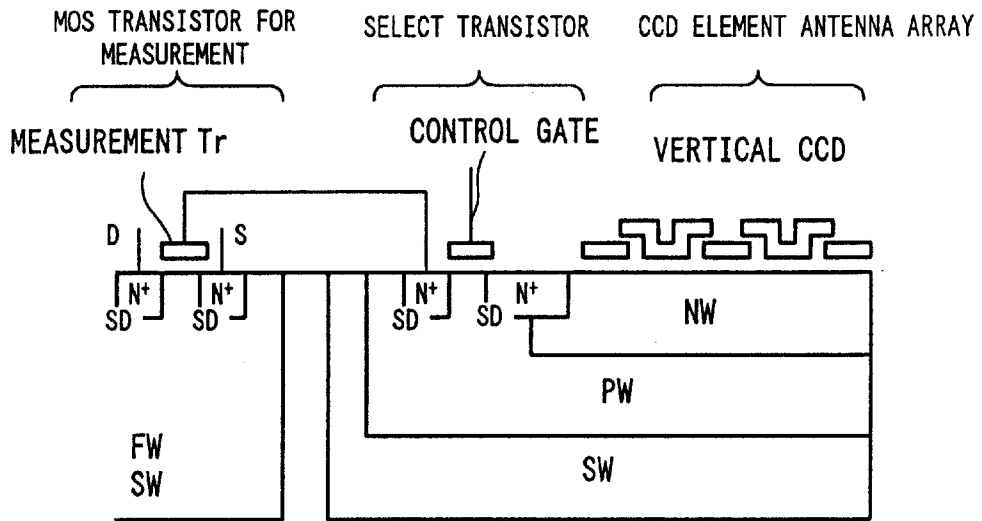 MOS TRANSISTOR FOR
MEASUREMENT
SELECT TRANSISTOR
CCD ELEMENT ANTENNA ARRAY
MEASUREMENT Tr
CONTROL GATE
VERTICAL CCD
D
S
N+
N+
N+
N+
SD
SD
SD
SD
NW
PW
FW
SW
SW